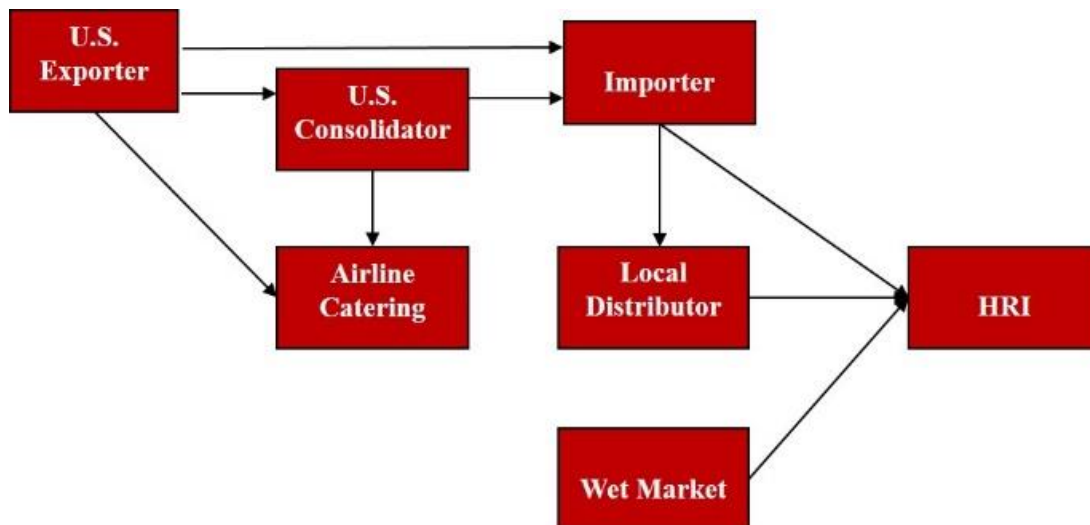 U.S.
Exporter
U.S.
Consolidator
Importer
Airline
Catering
Local
Distributor
HRI
Wet Market